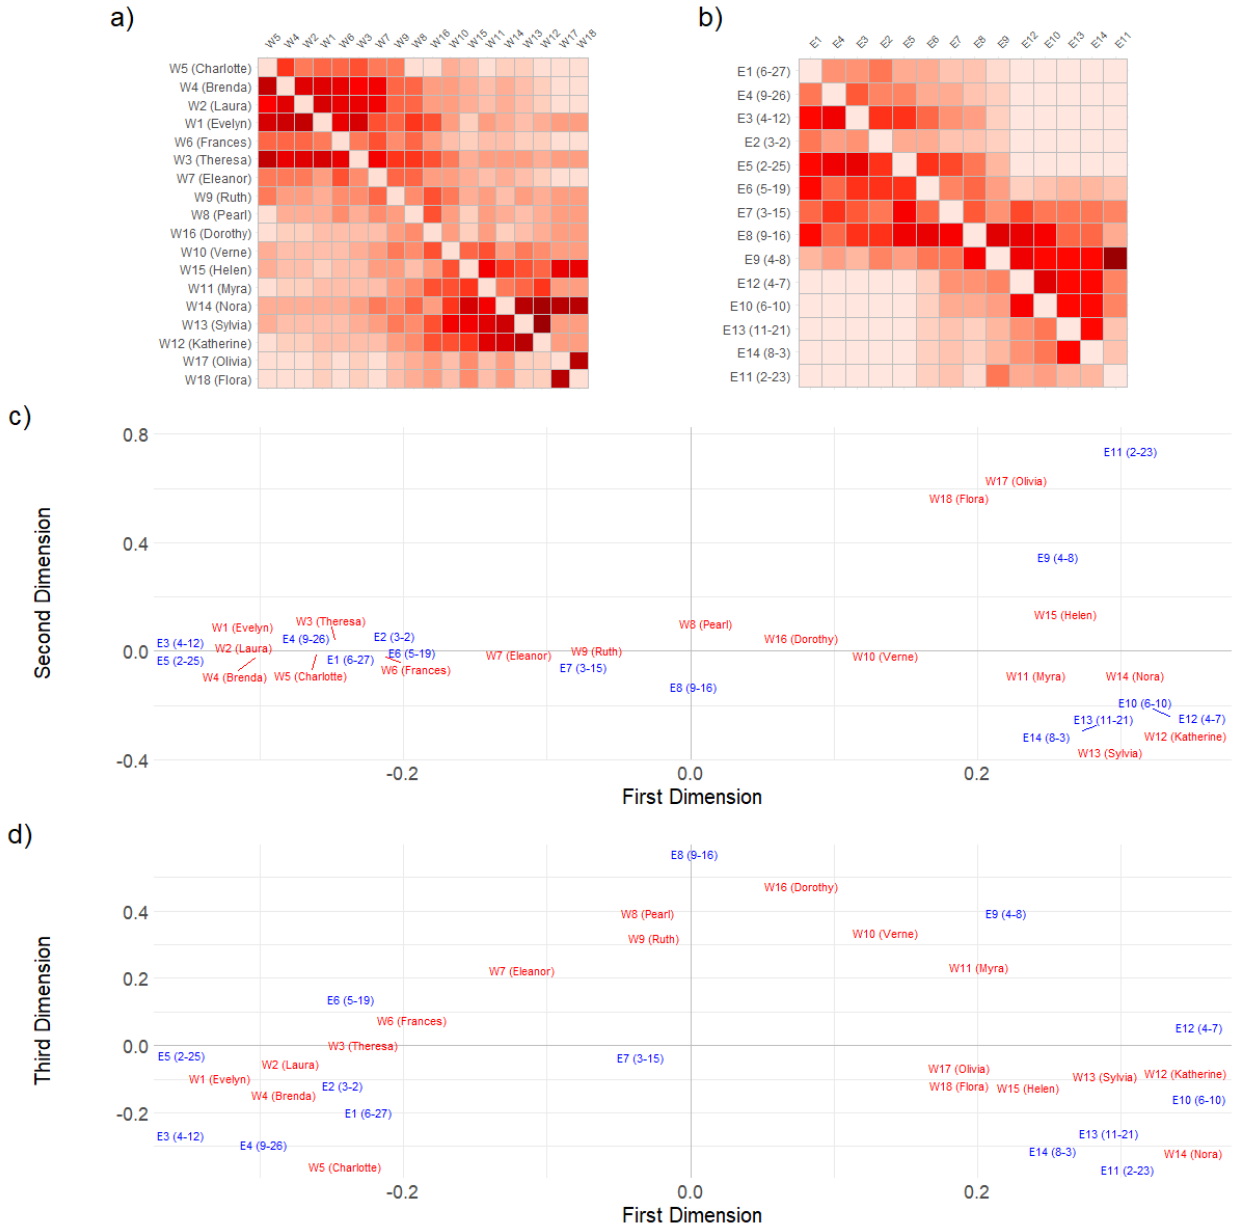 a)
W5 W4 W2 W1 W6 W3 W7 W9 W8 W16 W10 W15 W11 W14 W13 W12 W17 W18
W5 (Charlotte)
W4 (Brenda)
W2 (Laura)
W1 (Evelyn)
W6 (Frances)
W3 (Theresa)
W7 (Eleanor)
W9 (Ruth)
W8 (Pearl)
W16 (Dorothy)
W10 (Verne)
W15 (Helen)
W11 (Myra)
W14 (Nora)
W13 (Sylvia)
W12 (Katherine)
W17 (Olivia)
W18 (Flora)
b)
E1 E4 E3 E2 E5 E6 E7 E8 E9 E12 E10 E13 E14 E11
E1 (6-27)
E4 (9-26)
E3 (4-12)
E2 (3-2)
E5 (2-25)
E6 (5-19)
E7 (3-15)
E8 (9-16)
E9 (4-8)
E12 (4-7)
E10 (6-10)
E13 (11-21)
E14 (8-3)
E11 (2-23)
c)
Second Dimension
0.8
0.4
0.0
-0.4
E11 (2-23)
W17 (Olivia)
W18 (Flora)
E9 (4-8)
W15 (Helen)
W1 (Evelyn)
W3 (Theresa)
W8 (Pearl)
E3 (4-12)
E4 (9-26)
E2 (3-2)
W16 (Dorothy)
W2 (Laura)
E5 (2-25)
E1 (6-27)
E6 (5-19)
W7 (Eleanor)
W9 (Ruth)
W10 (Verne)
W4 (Brenda)
W5 (Charlotte)
W6 (Frances)
E7 (3-15)
W11 (Myra)
W14 (Nora)
E8 (9-16)
E10 (6-10)
E13 (11-21)
E12 (4-7)
E14 (8-3)
W12 (Katherine)
W13 (Sylvia)
-0.2
0.0
0.2
First Dimension
d)
Third Dimension
0.4
0.2
0.0
-0.2
E8 (9-16)
W16 (Dorothy)
W8 (Pearl)
E9 (4-8)
W9 (Ruth)
W10 (Verne)
W7 (Eleanor)
W11 (Myra)
E6 (5-19)
W6 (Frances)
E12 (4-7)
W3 (Theresa)
E5 (2-25)
E7 (3-15)
W2 (Laura)
W17 (Olivia)
W1 (Evelyn)
W13 (Sylvia)
W12 (Katherine)
E2 (3-2)
W18 (Flora)
W15 (Helen)
W4 (Brenda)
E10 (6-10)
E1 (6-27)
E3 (4-12)
E13 (11-21)
E4 (9-26)
E14 (8-3)
W14 (Nora)
W5 (Charlotte)
E11 (2-23)
-0.2
0.0
0.2
First Dimension